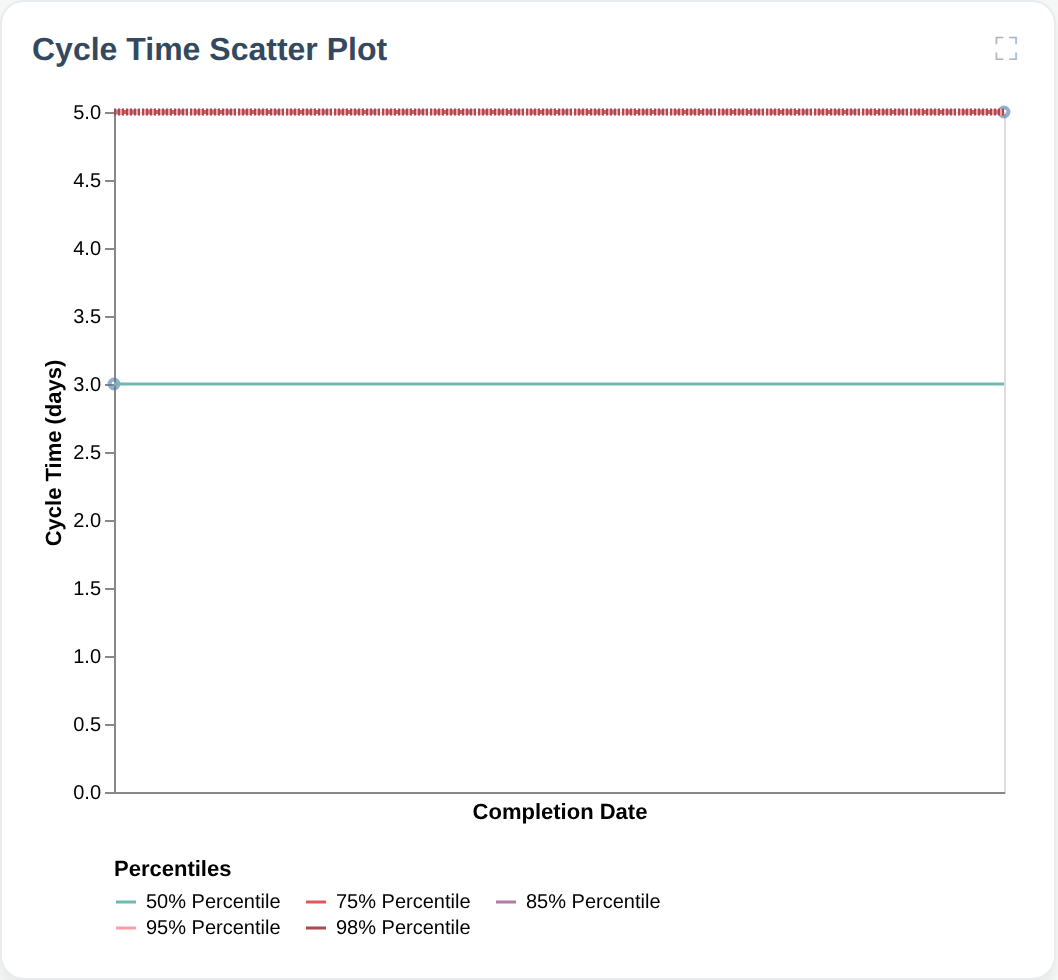 Cycle Time Scatter Plot
5.0
4.5
4.0
3.5
3.0
2.5
2.0
1.5
1.0
0.5
0.0
Cycle Time (days)
Completion Date
Percentiles
50% Percentile 75% Percentile 85% Percentile
95% Percentile 98% Percentile